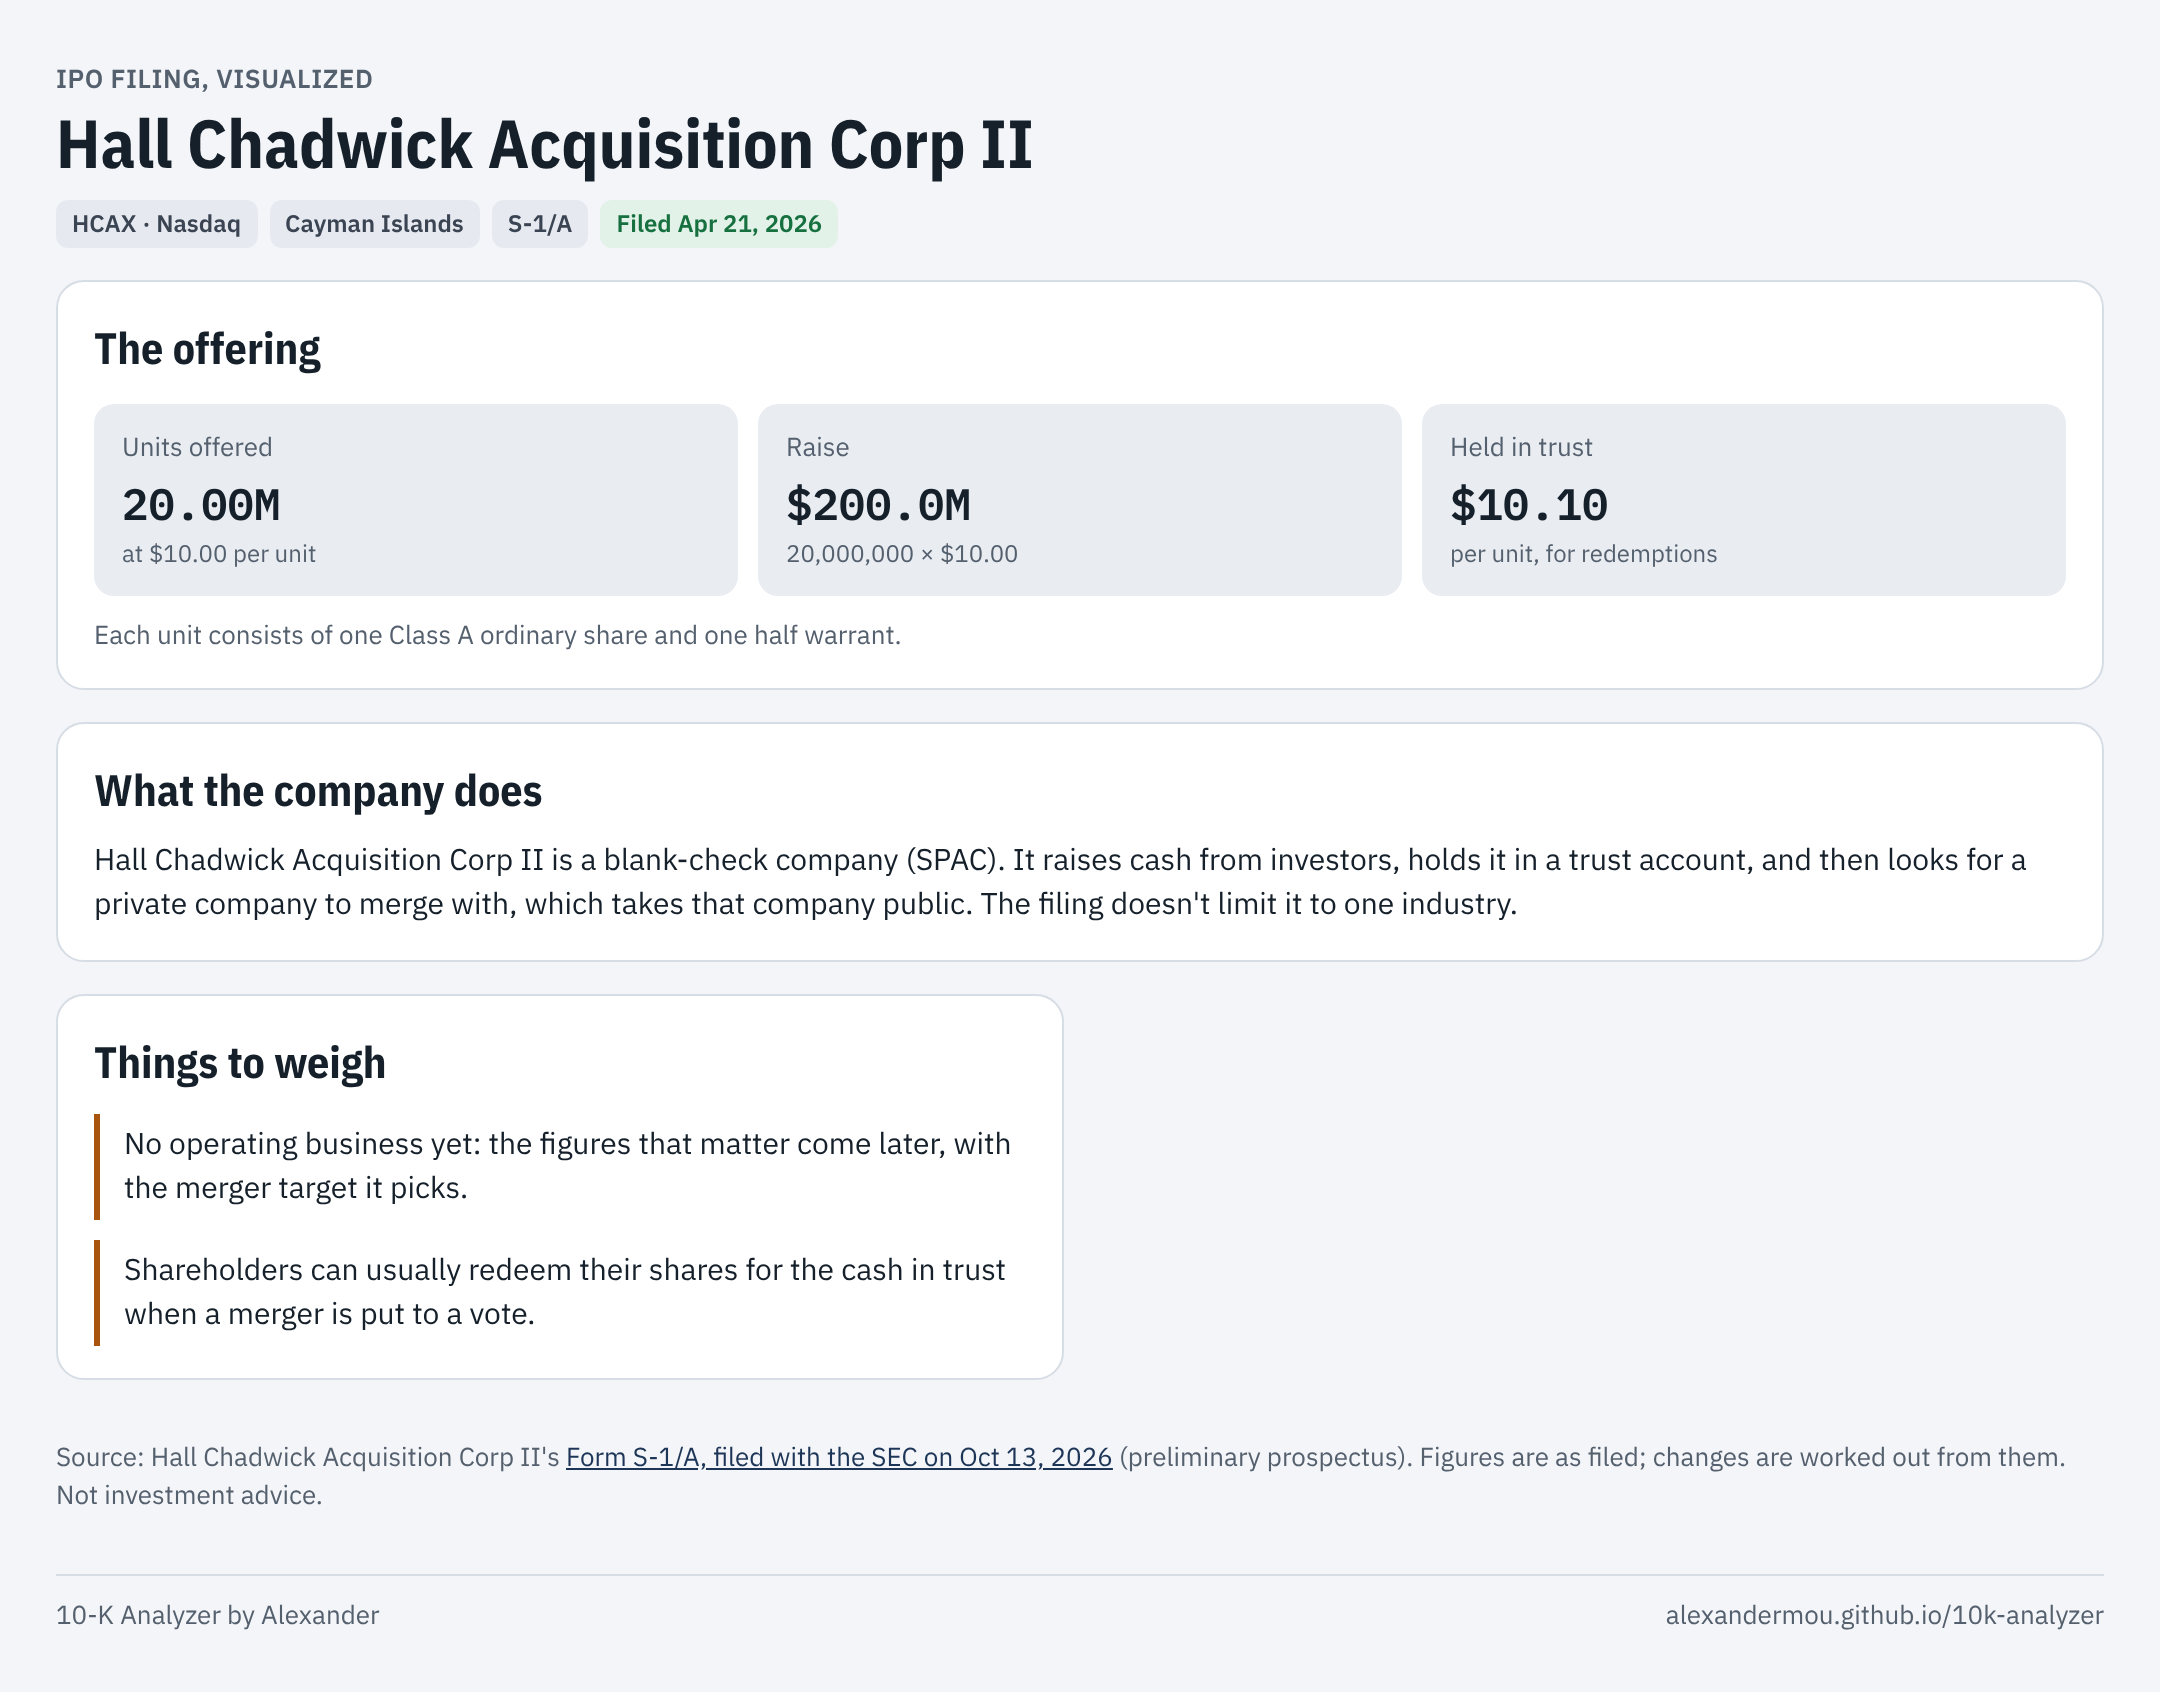 IPO FILING, VISUALIZED
Hall Chadwick Acquisition Corp II
HCAX · Nasdaq Cayman Islands S-1/A Filed Apr 21, 2026
The offering
Units offered
20.00M
at $10.00 per unit
Raise
$200.0M
20,000,000 × $10.00
Held in trust
$10.10
per unit, for redemptions
Each unit consists of one Class A ordinary share and one half warrant.
What the company does
Hall Chadwick Acquisition Corp II is a blank-check company (SPAC). It raises cash from investors, holds it in a trust account, and then looks for a
private company to merge with, which takes that company public. The filing doesn't limit it to one industry.
Things to weigh
No operating business yet: the figures that matter come later, with
the merger target it picks.
Shareholders can usually redeem their shares for the cash in trust
when a merger is put to a vote.
Source: Hall Chadwick Acquisition Corp II's Form S-1/A, filed with the SEC on Oct 13, 2026 (preliminary prospectus). Figures are as filed; changes are worked out from them.
Not investment advice.
10-K Analyzer by Alexander
alexandermou.github.io/10k-analyzer